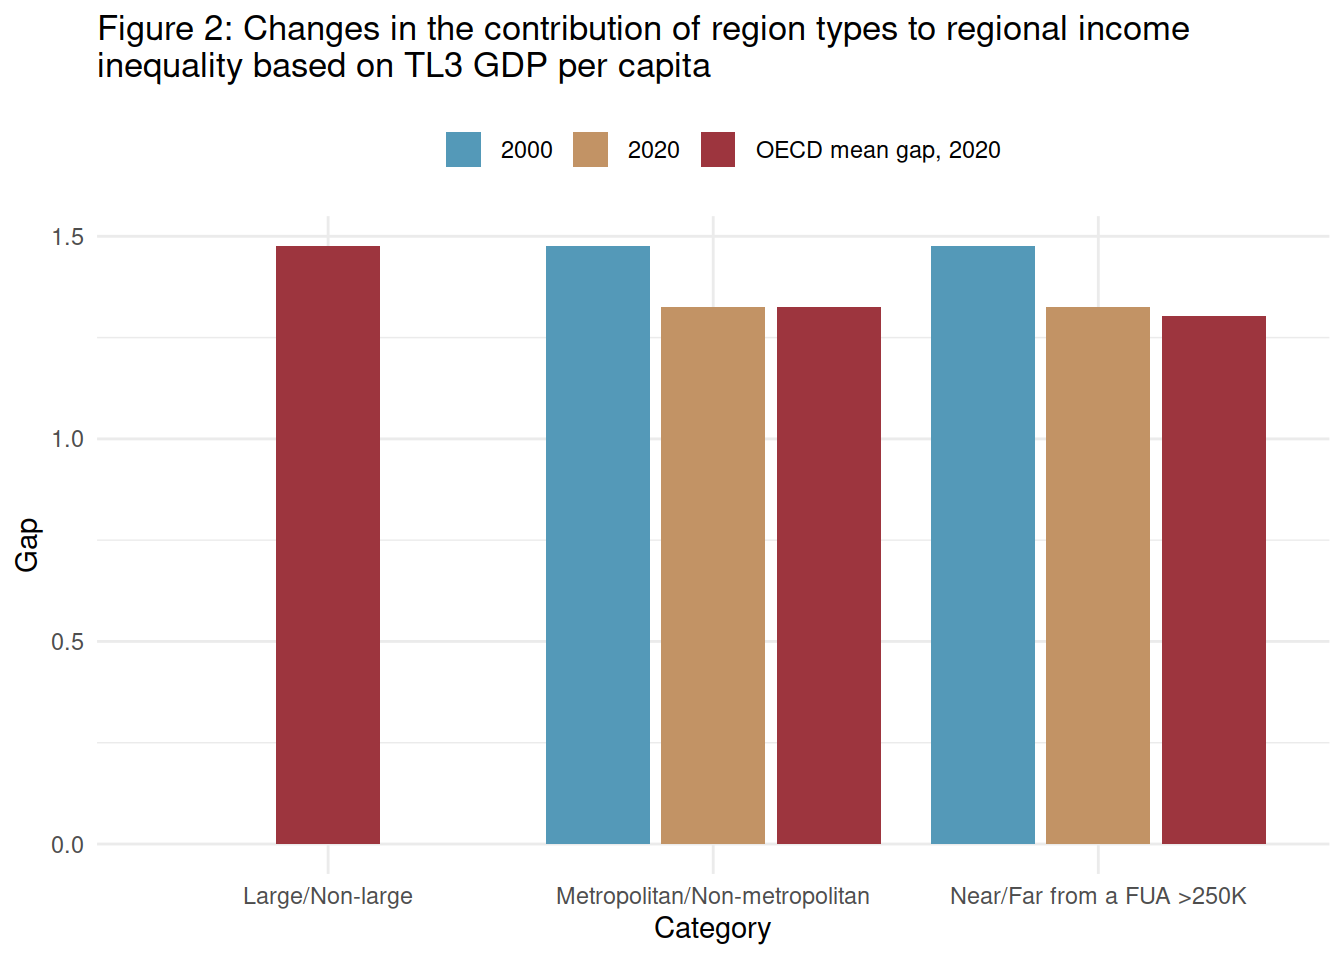 Figure 2: Changes in the contribution of region types to regional income
inequality based on TL3 GDP per capita
2000 2020 OECD mean gap, 2020
1.5
1.0
0.5
0.0
Gap
Large/Non-large Metropolitan/Non-metropolitan Near/Far from a FUA >250K
Category